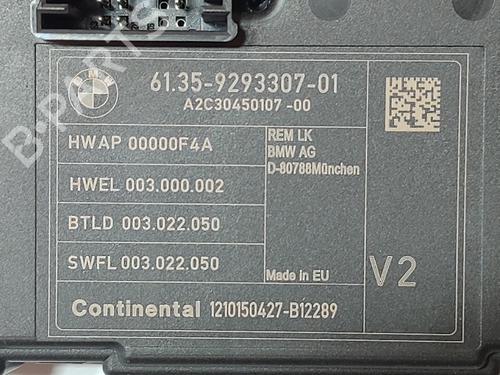 BMW
61.35-9293307-01
A2C30450107-00
HWAP 00000F4A
REM LK
BMW AG
D-80788München
HWEL 003.000.002
BTLD 003.022.050
SWFL 003.022.050
Made in EU
V2
Continental 1210150427-B12289
B-PARTS